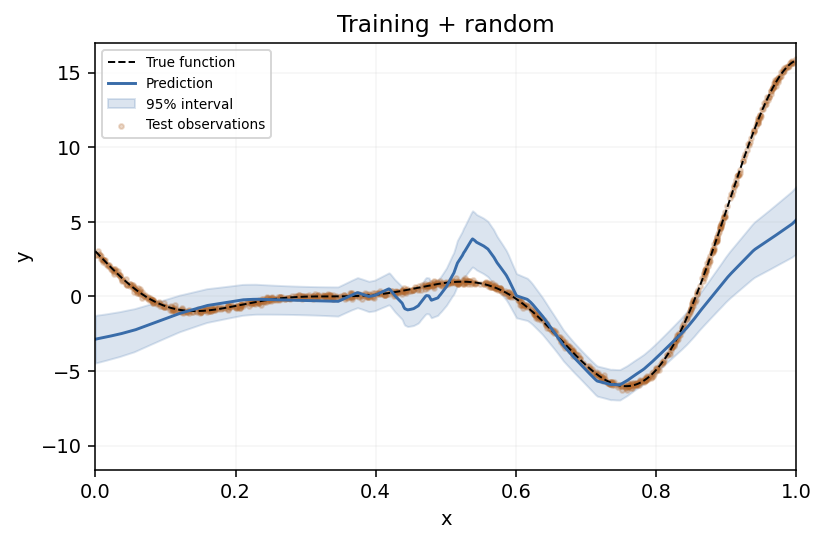 Training + random
True function
Prediction
95% interval
Test observations
y
15
10
5
0
−5
−10
0.0 0.2 0.4 0.6 0.8 1.0
x